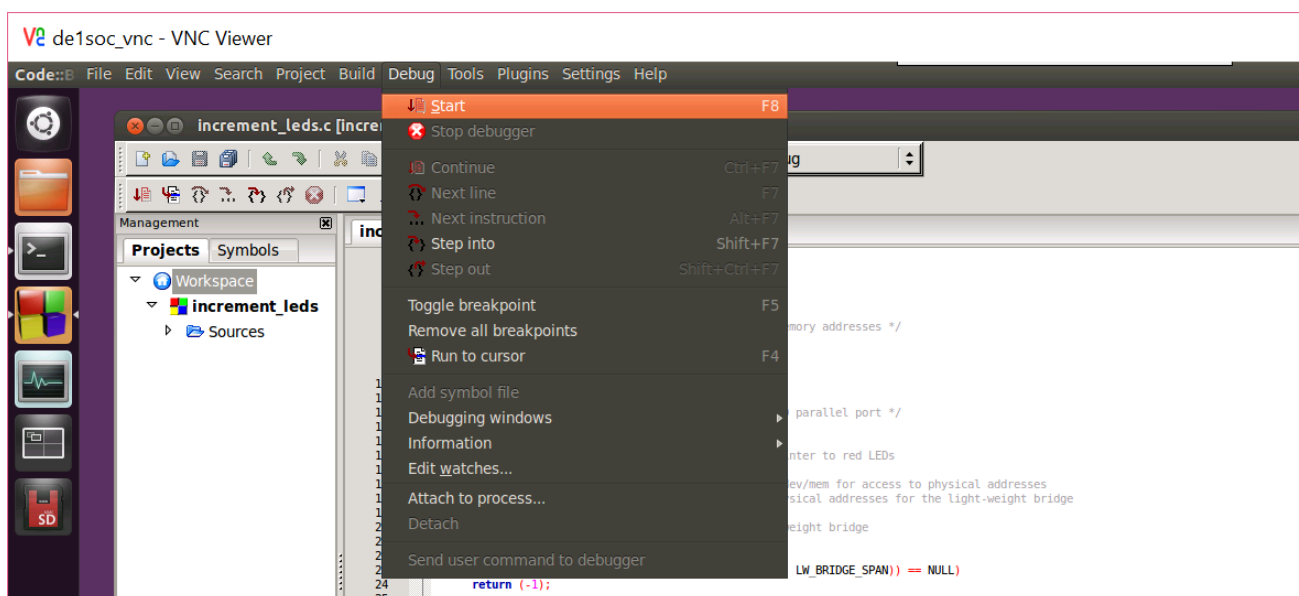 de1soc_vnc - VNC Viewer
Code::B File Edit View Search Project Build Debug Tools Plugins Settings Help
Start F8
increment_leds.c [incre
Stop debugger
Continue Ctrl+F7
ug
Next line F7
Next instruction Alt+F7
Management
inc
Step into Shift+F7
Projects Symbols
Step out Shift+Ctrl+F7
Workspace
increment_leds
Toggle breakpoint F5
Sources
Remove all breakpoints
emory addresses */
Run to cursor F4
Add symbol file
Debugging windows
parallel port */
Information
inter to red LEDs
Edit watches...
dev/mem for access to physical addresses
Attach to process...
sical addresses for the light-weight bridge
Detach
eight bridge
Send user command to debugger
LW_BRIDGE_SPAN)) == NULL)
24 return (-1);
SD